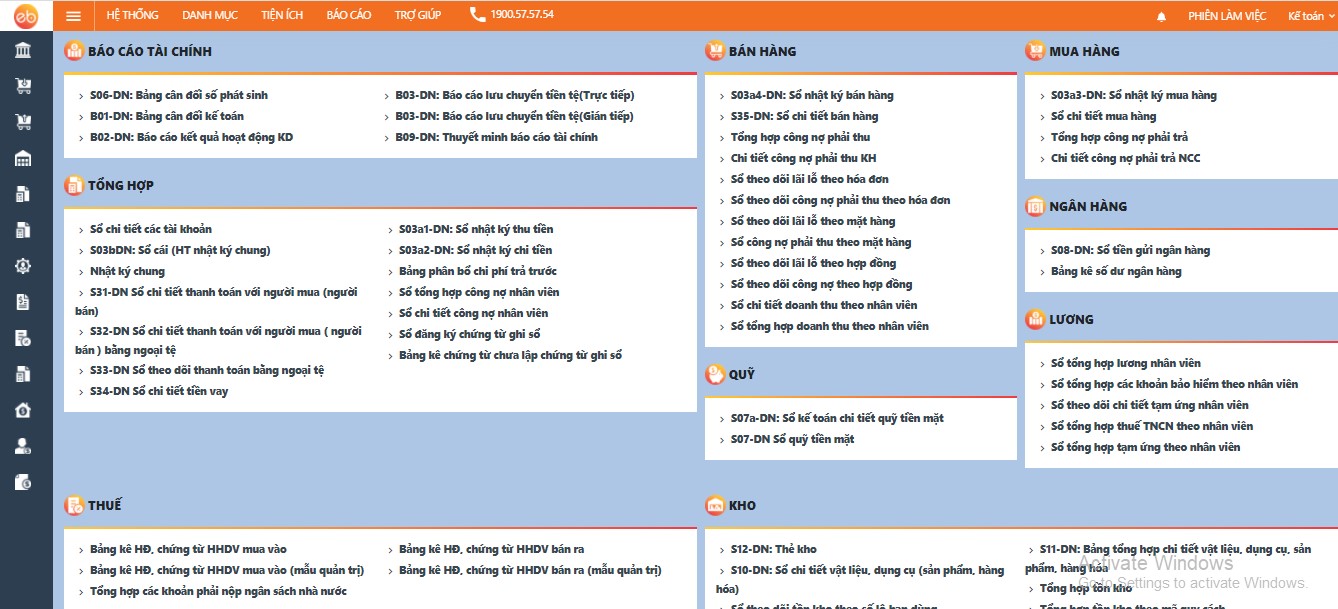 eb
HỆ THỐNG DANH MỤC TIỆN ÍCH BÁO CÁO TRỢ GIÚP 1900.57.57.54 PHIÊN LÀM VIỆC Kế toán
BÁO CÁO TÀI CHÍNH
S06-DN: Bảng cân đối số phát sinh
B01-DN: Bảng cân đối kế toán
B02-DN: Báo cáo kết quả hoạt động KD
B03-DN: Báo cáo lưu chuyển tiền tệ(Trực tiếp)
B03-DN: Báo cáo lưu chuyển tiền tệ(Gián tiếp)
B09-DN: Thuyết minh báo cáo tài chính
TỔNG HỢP
Sổ chi tiết các tài khoản
S03bDN: Sổ cái (HT nhật ký chung)
Nhật ký chung
S31-DN Sổ chi tiết thanh toán với người mua (người
bán)
S32-DN Sổ chi tiết thanh toán với người mua ( người
bán ) bằng ngoại tệ
S33-DN Sổ theo dõi thanh toán bằng ngoại tệ
S34-DN Sổ chi tiết tiền vay
S03a1-DN: Sổ nhật ký thu tiền
S03a2-DN: Sổ nhật ký chi tiền
Bảng phân bổ chi phí trả trước
Sổ tổng hợp công nợ nhân viên
Sổ chi tiết công nợ nhân viên
Sổ đăng ký chứng từ ghi sổ
Bảng kê chứng từ chưa lập chứng từ ghi sổ
BÁN HÀNG
S03a4-DN: Sổ nhật ký bán hàng
S35-DN: Sổ chi tiết bán hàng
Tổng hợp công nợ phải thu
Chi tiết công nợ phải thu KH
Sổ theo dõi lãi lỗ theo hóa đơn
Sổ theo dõi công nợ phải thu theo hóa đơn
Sổ theo dõi lãi lỗ theo mặt hàng
Sổ công nợ phải thu theo mặt hàng
Sổ theo dõi lãi lỗ theo hợp đồng
Sổ theo dõi công nợ theo hợp đồng
Sổ chi tiết doanh thu theo nhân viên
Sổ tổng hợp doanh thu theo nhân viên
QUỸ
S07a-DN: Sổ kế toán chi tiết quỹ tiền mặt
S07-DN Sổ quỹ tiền mặt
MUA HÀNG
S03a3-DN: Sổ nhật ký mua hàng
Sổ chi tiết mua hàng
Tổng hợp công nợ phải trả
Chi tiết công nợ phải trả NCC
NGÂN HÀNG
S08-DN: Sổ tiền gửi ngân hàng
Bảng kê số dư ngân hàng
LƯƠNG
Sổ tổng hợp lương nhân viên
Sổ tổng hợp các khoản bảo hiểm theo nhân viên
Sổ theo dõi chi tiết tạm ứng nhân viên
Sổ tổng hợp thuế TNCN theo nhân viên
Sổ tổng hợp tạm ứng theo nhân viên
THUẾ
Bảng kê HĐ, chứng từ HHDV mua vào
Bảng kê HĐ, chứng từ HHDV mua vào (mẫu quản trị)
Tổng hợp các khoản phải nộp ngân sách nhà nước
Bảng kê HĐ, chứng từ HHDV bán ra
Bảng kê HĐ, chứng từ HHDV bán ra (mẫu quản trị)
KHO
S12-DN: Thẻ kho
S10-DN: Sổ chi tiết vật liệu, dụng cụ (sản phẩm, hàng
hóa)
Sổ theo dõi tồn kho theo số lô hạn dùng
S11-DN: Bảng tổng hợp chi tiết vật liệu, dụng cụ, sản
phẩm, hàng hóa
Tổng hợp tồn kho
Tổng hợp tồn kho theo mã quy cách
Activate Windows
Go to Settings to activate Windows.